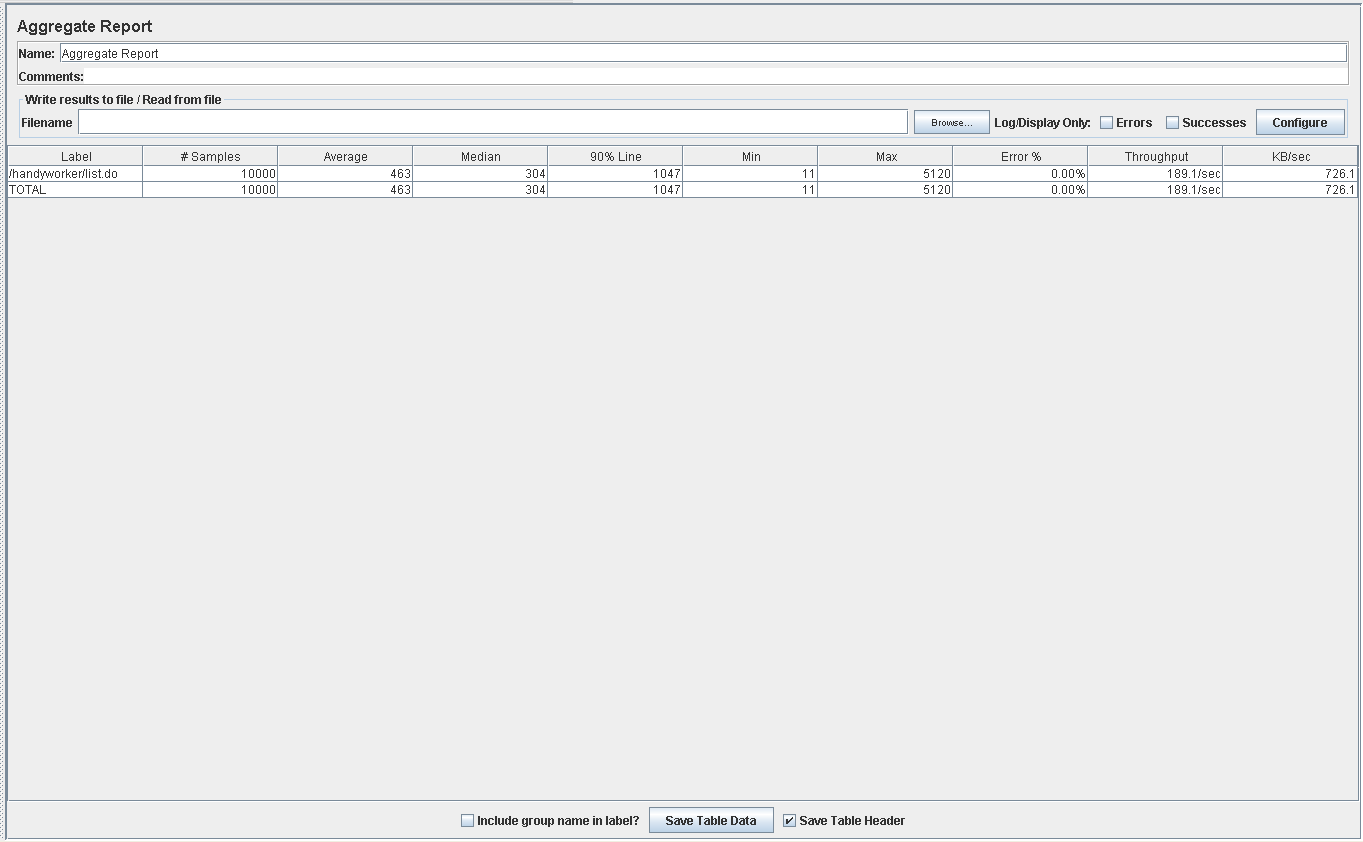 Aggregate Report
Name: Aggregate Report
Comments:
Write results to file / Read from file
Filename Browse... Log/Display Only: Errors Successes Configure
Label # Samples Average Median 90% Line Min Max Error % Throughput KB/sec
/handyworker/list.do 10000 463 304 1047 11 5120 0.00% 189.1/sec 726.1
TOTAL 10000 463 304 1047 11 5120 0.00% 189.1/sec 726.1
Include group name in label? Save Table Data Save Table Header